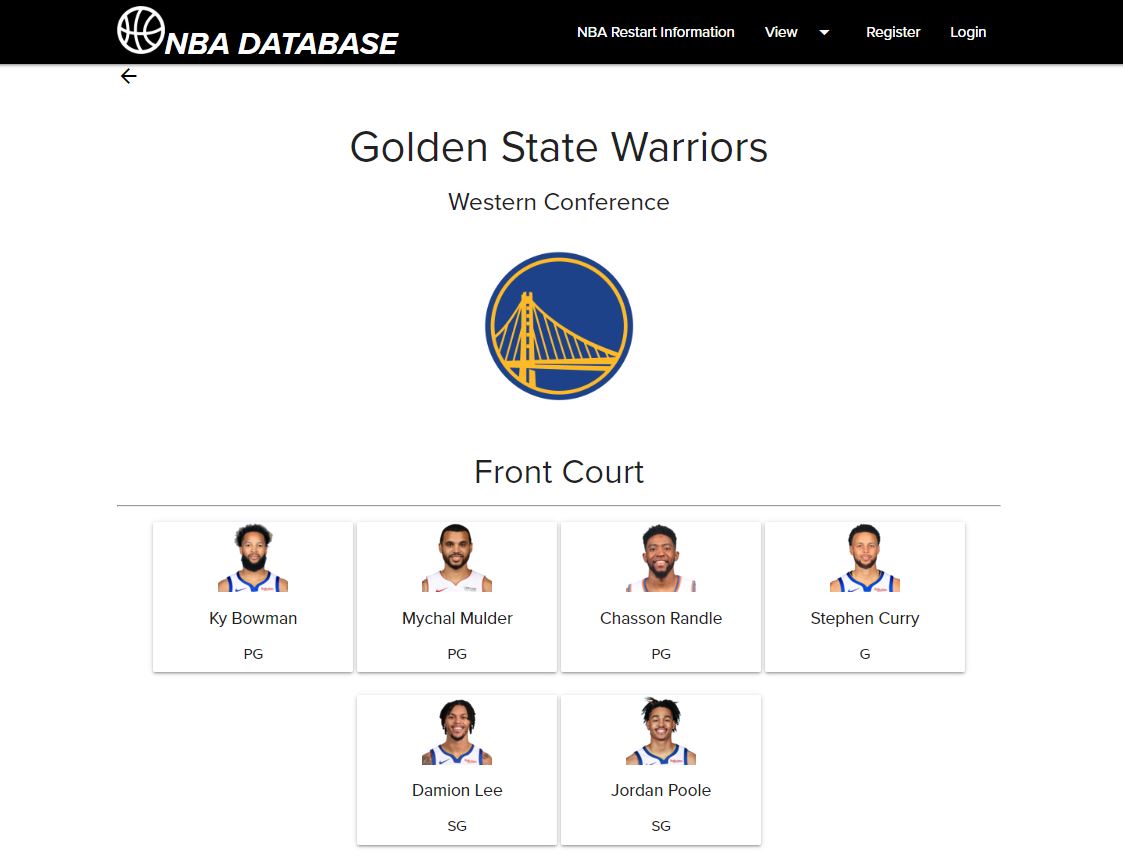 NBA DATABASE
NBA Restart Information View Register Login
Golden State Warriors
Western Conference
Front Court
Ky Bowman
PG
Mychal Mulder
PG
Chasson Randle
PG
Stephen Curry
G
Damion Lee
SG
Jordan Poole
SG